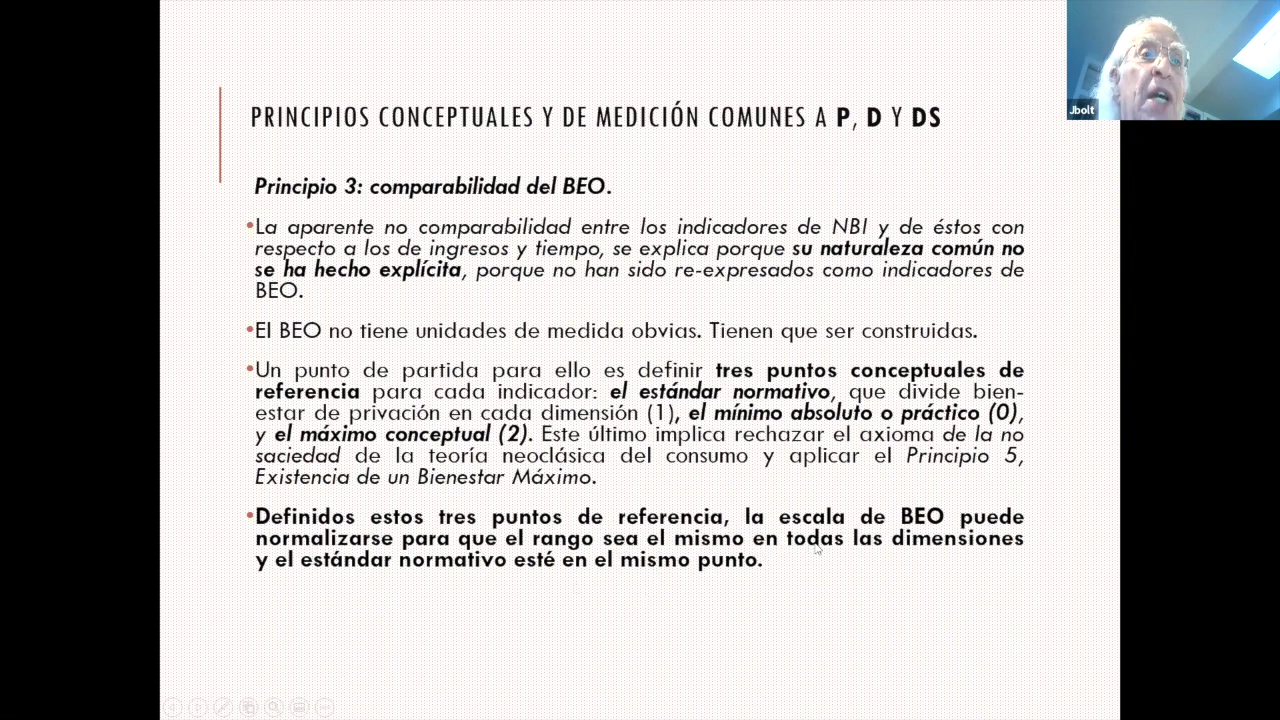 PRINCIPIOS CONCEPTUALES Y DE MEDICIÓN COMUNES A P, D Y DS
Jbolt
Principio 3: comparabilidad del BEO.
•La aparente no comparabilidad entre los indicadores de NBI y de éstos con
respecto a los de ingresos y tiempo, se explica porque su naturaleza común no
se ha hecho explícita, porque no han sido re-expresados como indicadores de
BEO.
•El BEO no tiene unidades de medida obvias. Tienen que ser construidas.
•Un punto de partida para ello es definir tres puntos conceptuales de
referencia para cada indicador: el estándar normativo, que divide bien-
estar de privación en cada dimensión (1), el mínimo absoluto o práctico (0),
y el máximo conceptual (2). Este último implica rechazar el axioma de la no
saciedad de la teoría neoclásica del consumo y aplicar el Principio 5,
Existencia de un Bienestar Máximo.
•Definidos estos tres puntos de referencia, la escala de BEO puede
normalizarse para que el rango sea el mismo en todas las dimensiones
y el estándar normativo esté en el mismo punto.